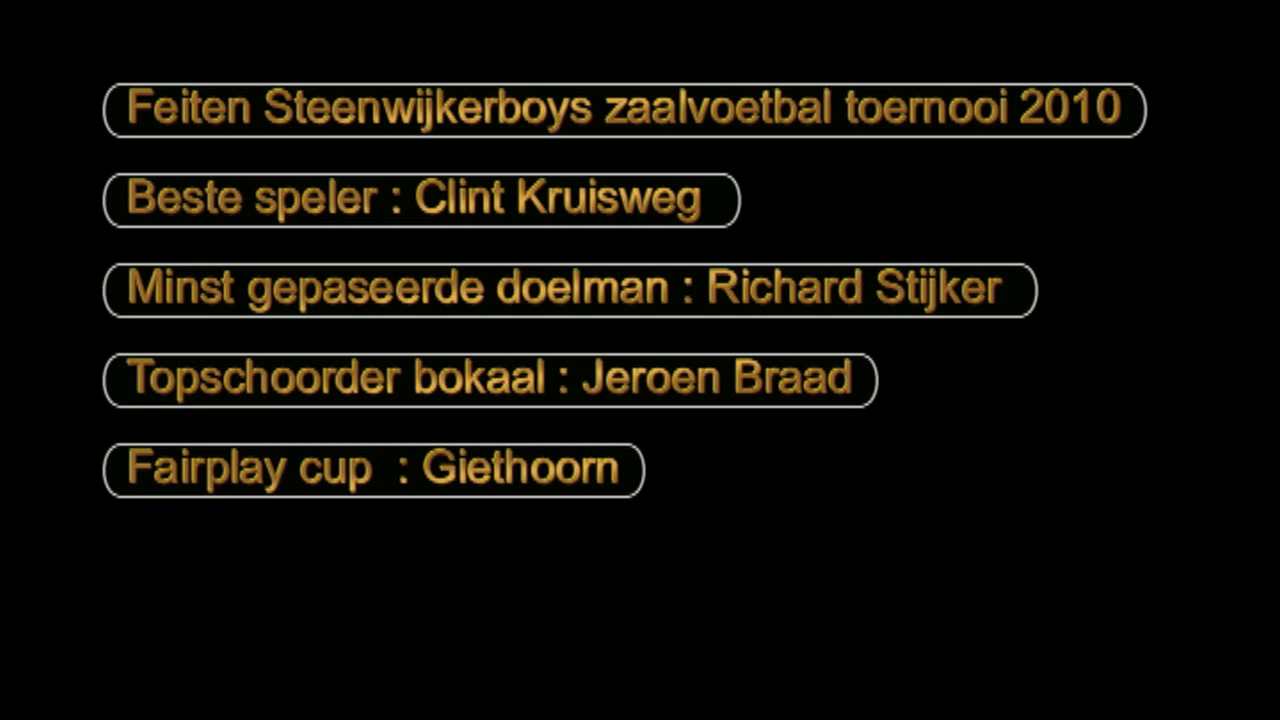 Feiten Steenwijkerboys zaalvoetbal toernooi 2010
Beste speler : Clint Kruisweg
Minst gepaseerde doelman : Richard Stijker
Topschoorder bokaal : Jeroen Braad
Fairplay cup  : Giethoorn